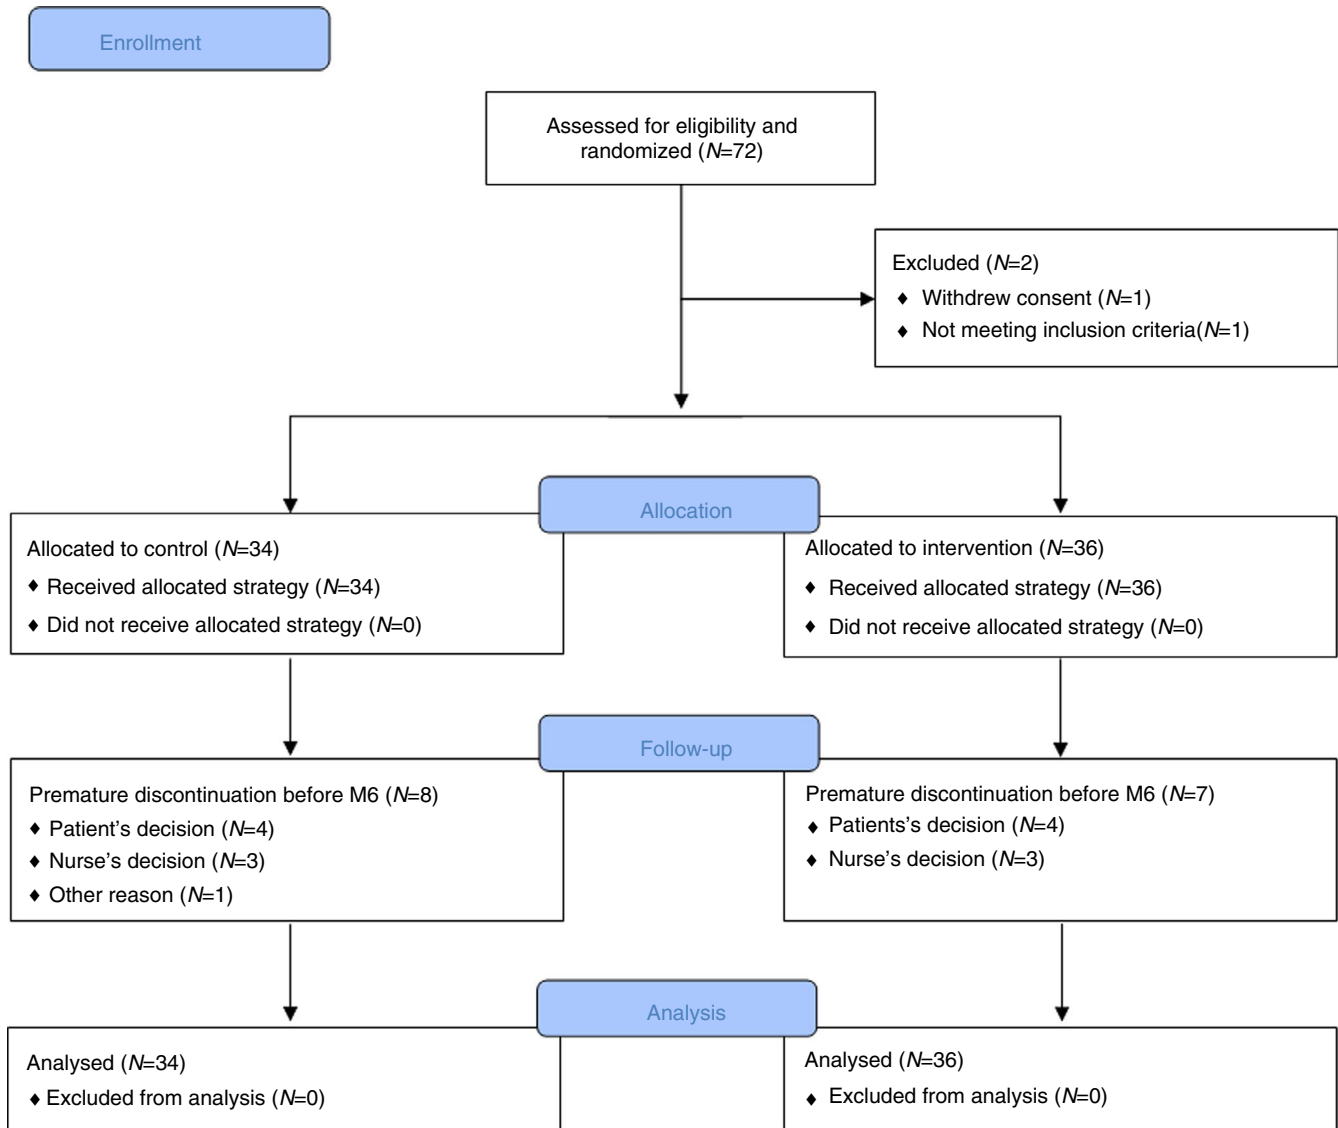 Enrollment
Assessed for eligibility and
randomized (N=72)
Excluded (N=2)
♦ Withdrew consent (N=1)
♦ Not meeting inclusion criteria(N=1)
Allocation
Allocated to control (N=34)
♦ Received allocated strategy (N=34)
♦ Did not receive allocated strategy (N=0)
Allocated to intervention (N=36)
♦ Received allocated strategy (N=36)
♦ Did not receive allocated strategy (N=0)
Follow-up
Premature discontinuation before M6 (N=8)
♦ Patient’s decision (N=4)
♦ Nurse’s decision (N=3)
♦ Other reason (N=1)
Premature discontinuation before M6 (N=7)
♦ Patients’s decision (N=4)
♦ Nurse’s decision (N=3)
Analysis
Analysed (N=34)
♦ Excluded from analysis (N=0)
Analysed (N=36)
♦ Excluded from analysis (N=0)